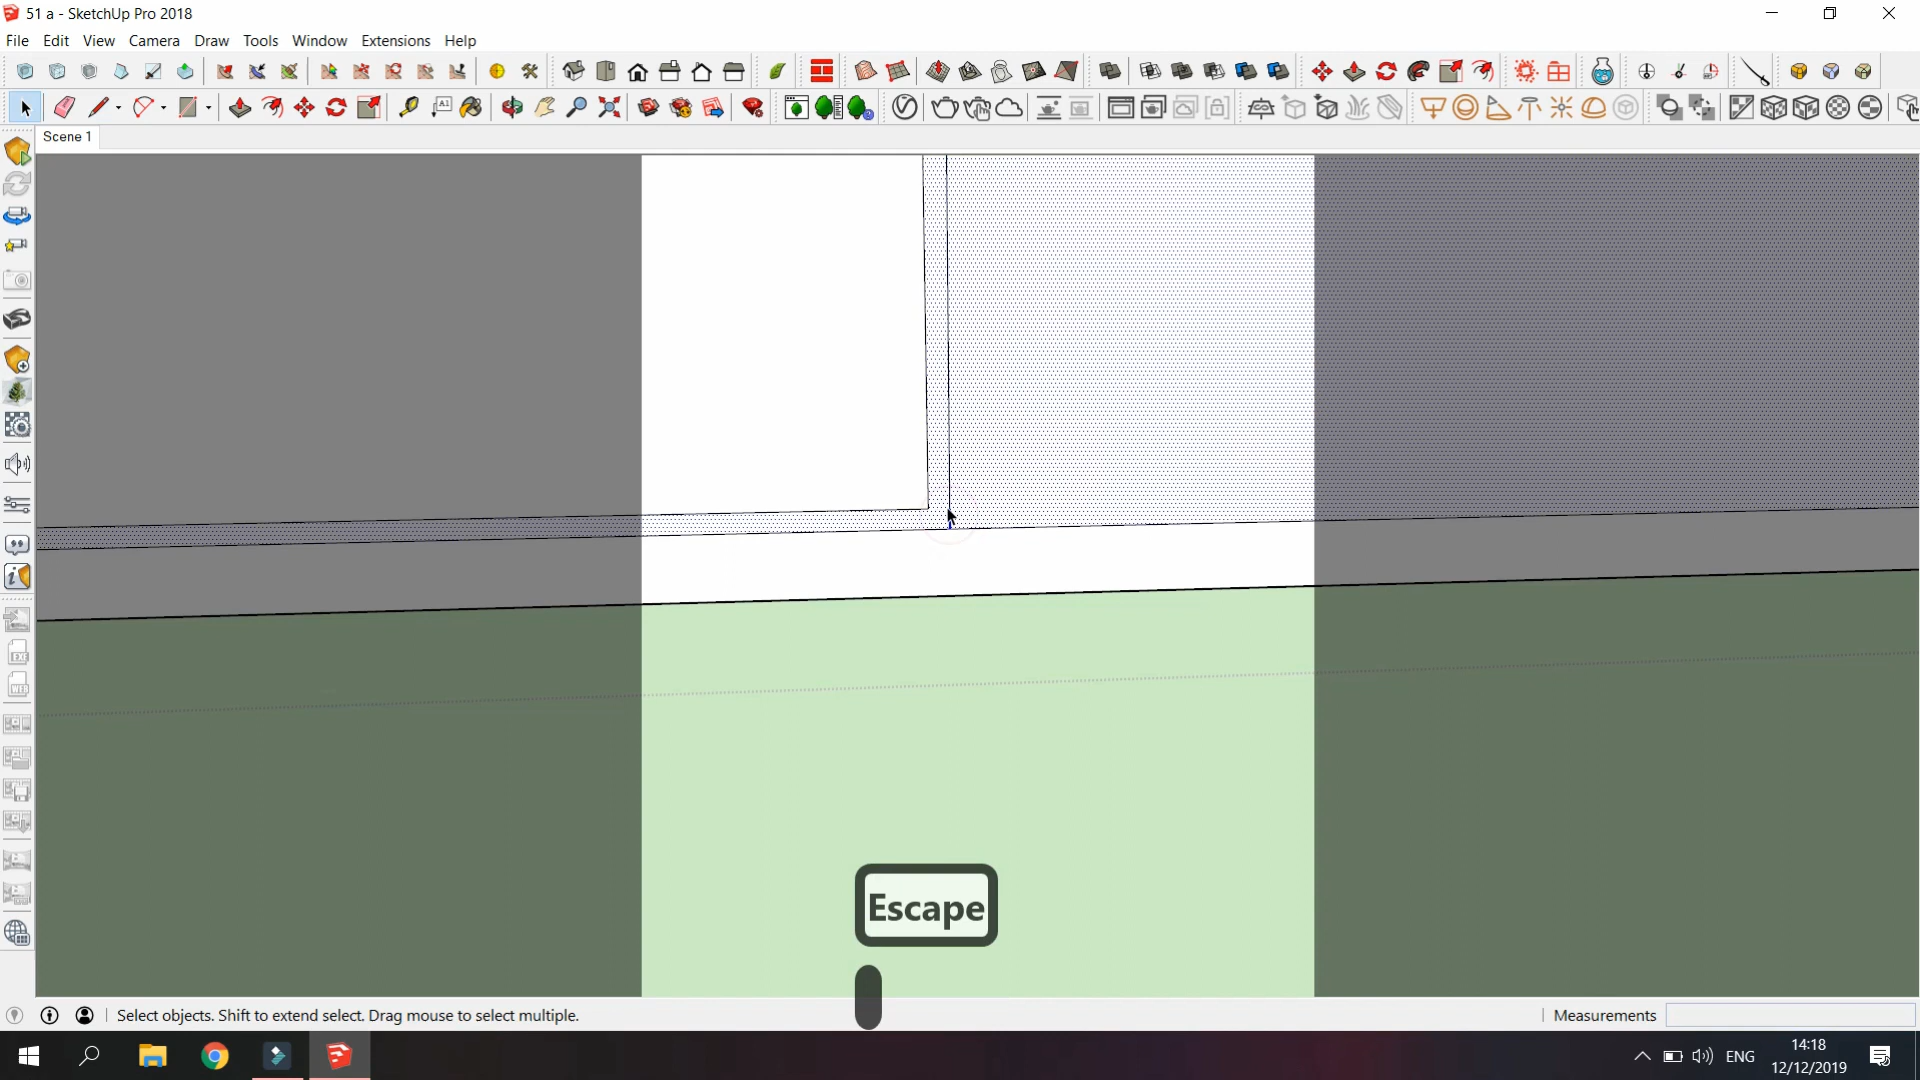 51 a - SketchUp Pro 2018
File Edit View Camera Draw Tools Window Extensions Help
Scene 1
Escape
Select objects. Shift to extend select. Drag mouse to select multiple.
Measurements
ENG
14:18
12/12/2019